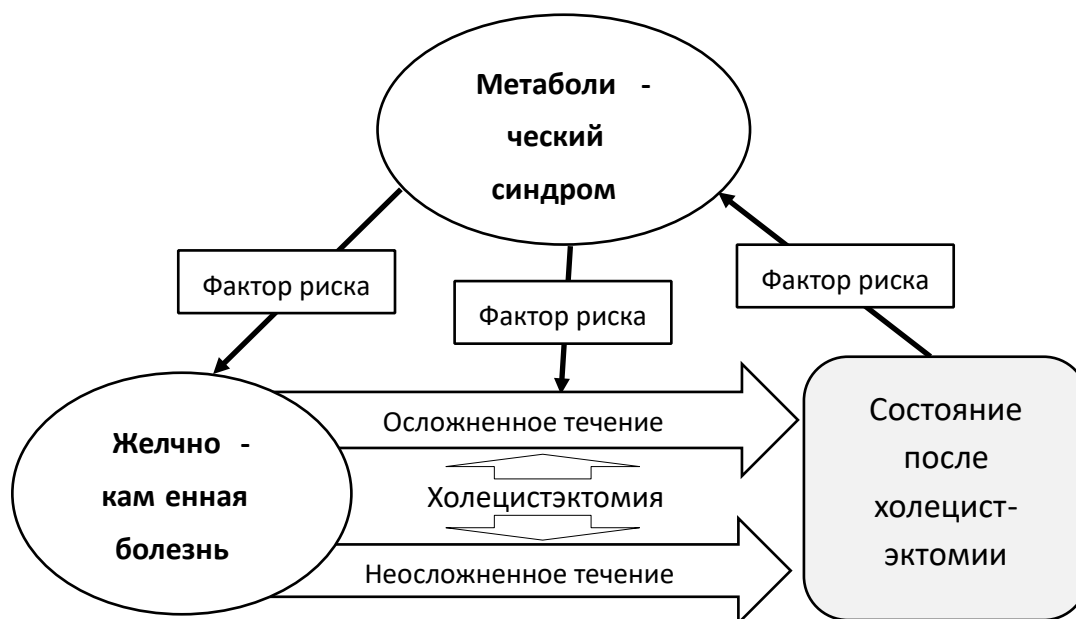 Метаболи -
ческий
синдром
Фактор риска
Фактор риска
Фактор риска
Осложненное течение
Желчно -
кам енная
болезнь
Холецистэктомия
Неосложненное течение
Состояние
после
холецист-
эктомии